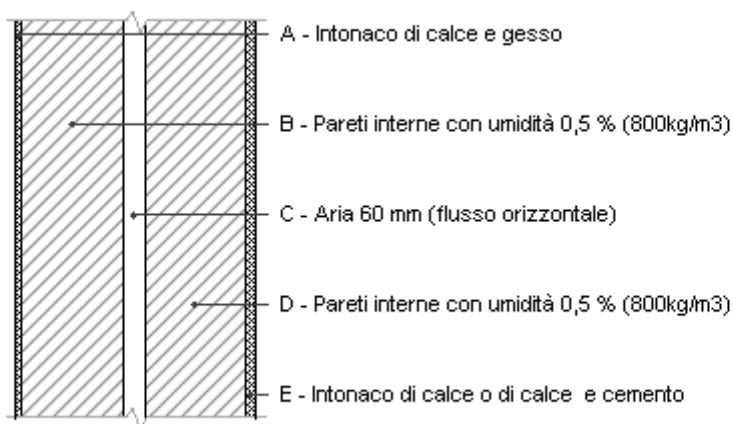 A - Intonaco di calce e gesso
B - Pareti interne con umidità 0,5 % (800kg/m3)
C - Aria 60 mm (flusso orizzontale)
D - Pareti interne con umidità 0,5 % (800kg/m3)
E - Intonaco di calce o di calce e cemento